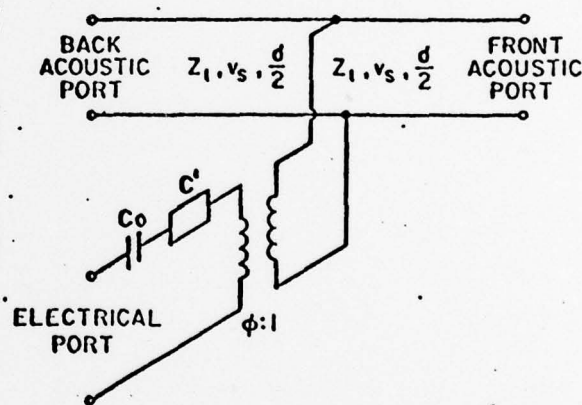 BACK
ACOUSTIC
PORT
Z₁, vₛ, d/2
Z₁, vₛ, d/2
FRONT
ACOUSTIC
PORT
C'
C₀
ELECTRICAL
PORT
ϕ:1